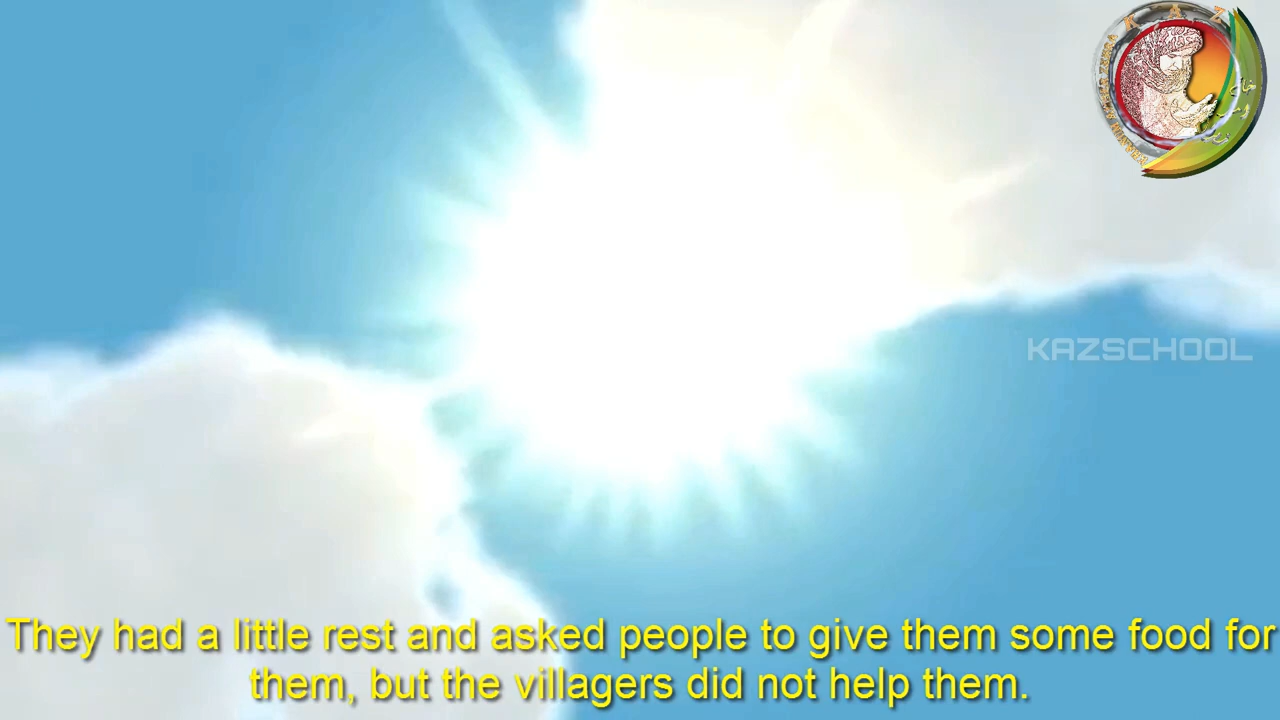 K A Z
KAZSCHOOL
They had a little rest and asked people to give them some food for
them, but the villagers did not help them.